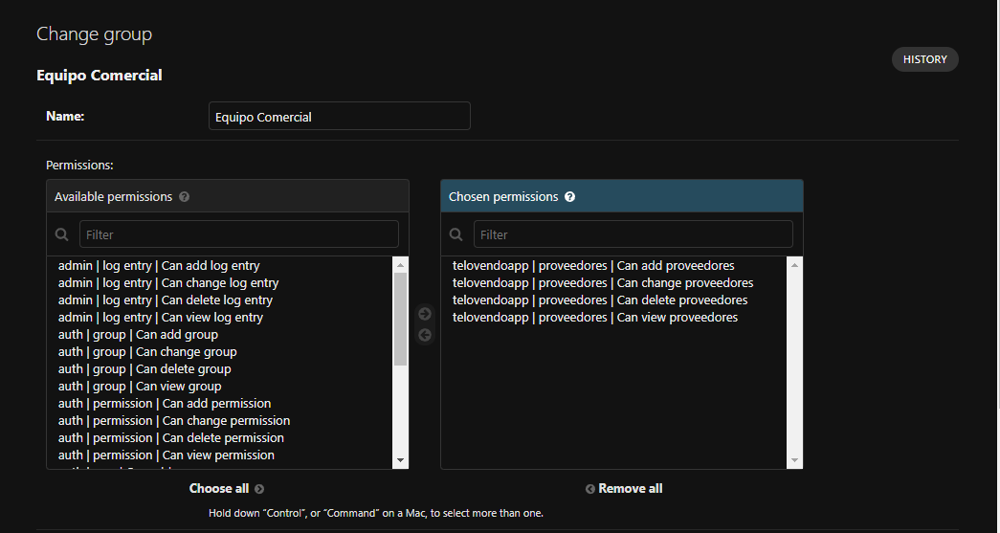 Change group
HISTORY
Equipo Comercial
Name:
Equipo Comercial
Permissions:
Available permissions ?
Filter
admin | log entry | Can add log entry
admin | log entry | Can change log entry
admin | log entry | Can delete log entry
admin | log entry | Can view log entry
auth | group | Can add group
auth | group | Can change group
auth | group | Can delete group
auth | group | Can view group
auth | permission | Can add permission
auth | permission | Can change permission
auth | permission | Can delete permission
auth | permission | Can view permission
Choose all
Chosen permissions ?
Filter
telovendoapp | proveedores | Can add proveedores
telovendoapp | proveedores | Can change proveedores
telovendoapp | proveedores | Can delete proveedores
telovendoapp | proveedores | Can view proveedores
Remove all
Hold down “Control”, or “Command” on a Mac, to select more than one.